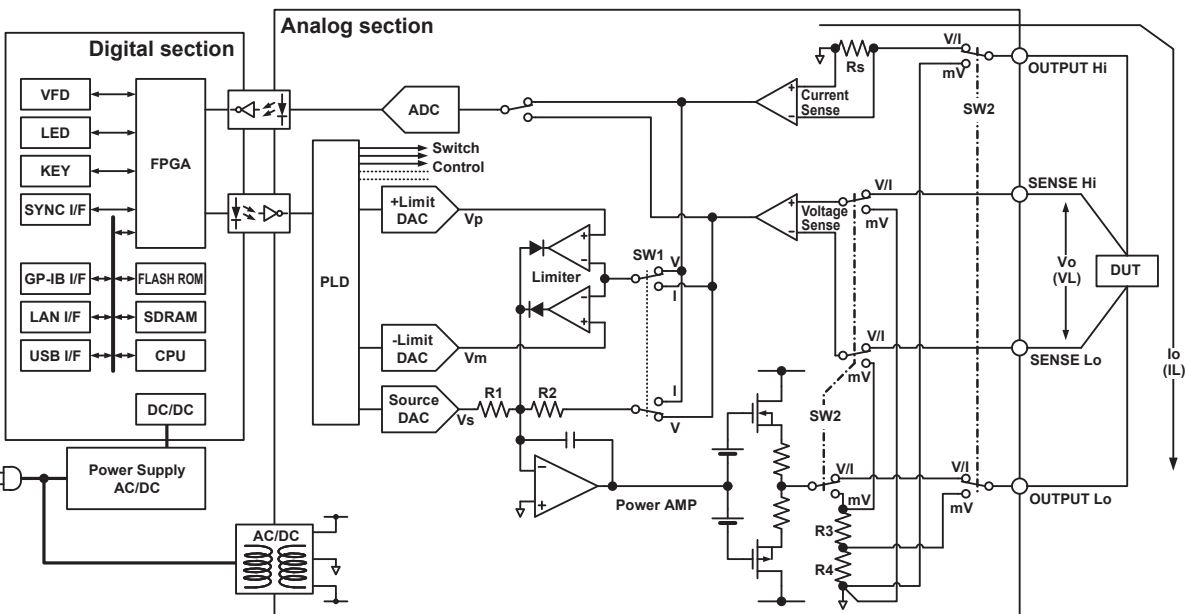 Analog section
Digital section
VFD
LED
KEY
SYNC I/F
FPGA
GP-IB I/F
FLASH ROM
LAN I/F
SDRAM
USB I/F
CPU
DC/DC
Power Supply
AC/DC
AC/DC
ADC
Switch
Control
PLD
+Limit
DAC
Vp
-Limit
DAC
Vm
Source
DAC
Vs
R1
R2
Limiter
SW1
V
I
I
V
Power AMP
Current
Sense
Rs
V/I
mV
SW2
OUTPUT Hi
Voltage
Sense
V/I
mV
SENSE Hi
Vo
(VL)
DUT
V/I
mV
SENSE Lo
Io
(IL)
SW2
V/I
mV
V/I
mV
OUTPUT Lo
R3
R4